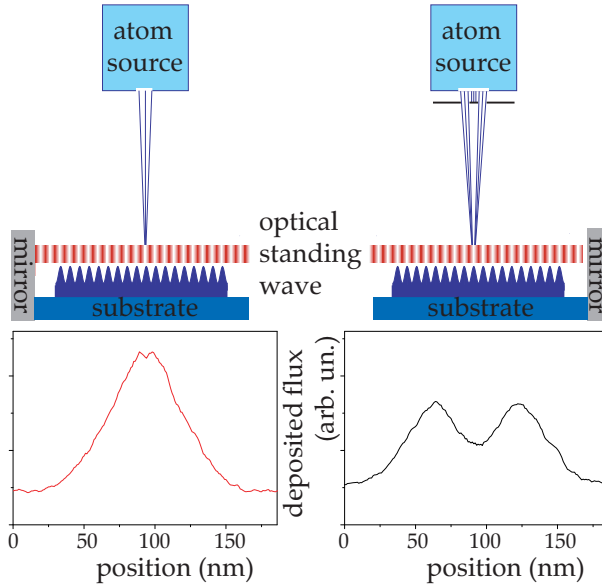 atom
source
atom
source
mirror
optical
standing
wave
substrate
substrate
mirror
deposited flux
(arb. un.)
0
50
100
150
position (nm)
0
50
100
150
position (nm)